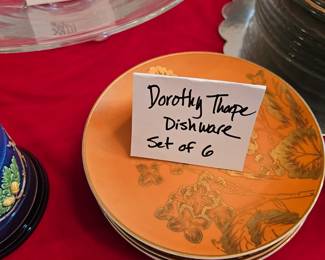 Dorothy Thorpe
Dishware
Set of 6